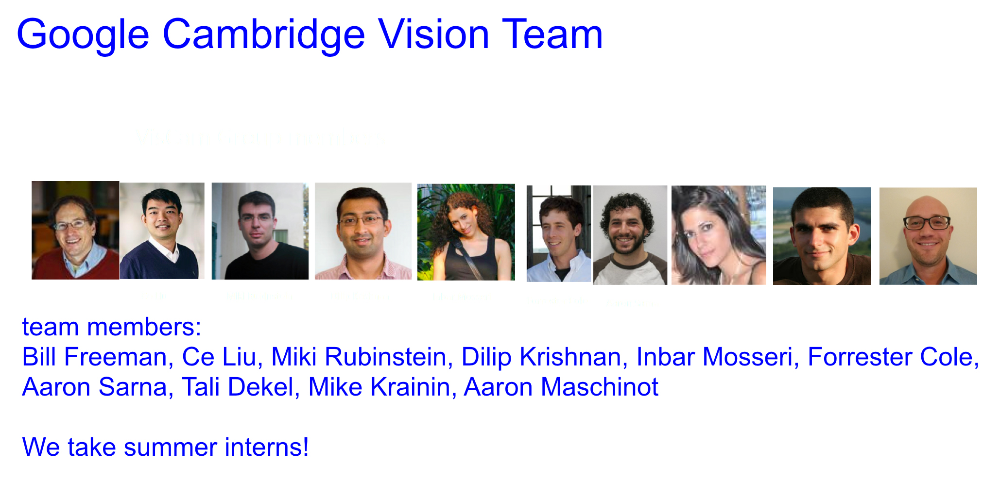 Google Cambridge Vision Team
team members:
Bill Freeman, Ce Liu, Miki Rubinstein, Dilip Krishnan, Inbar Mosseri, Forrester Cole,
Aaron Sarna, Tali Dekel, Mike Krainin, Aaron Maschinot
We take summer interns!